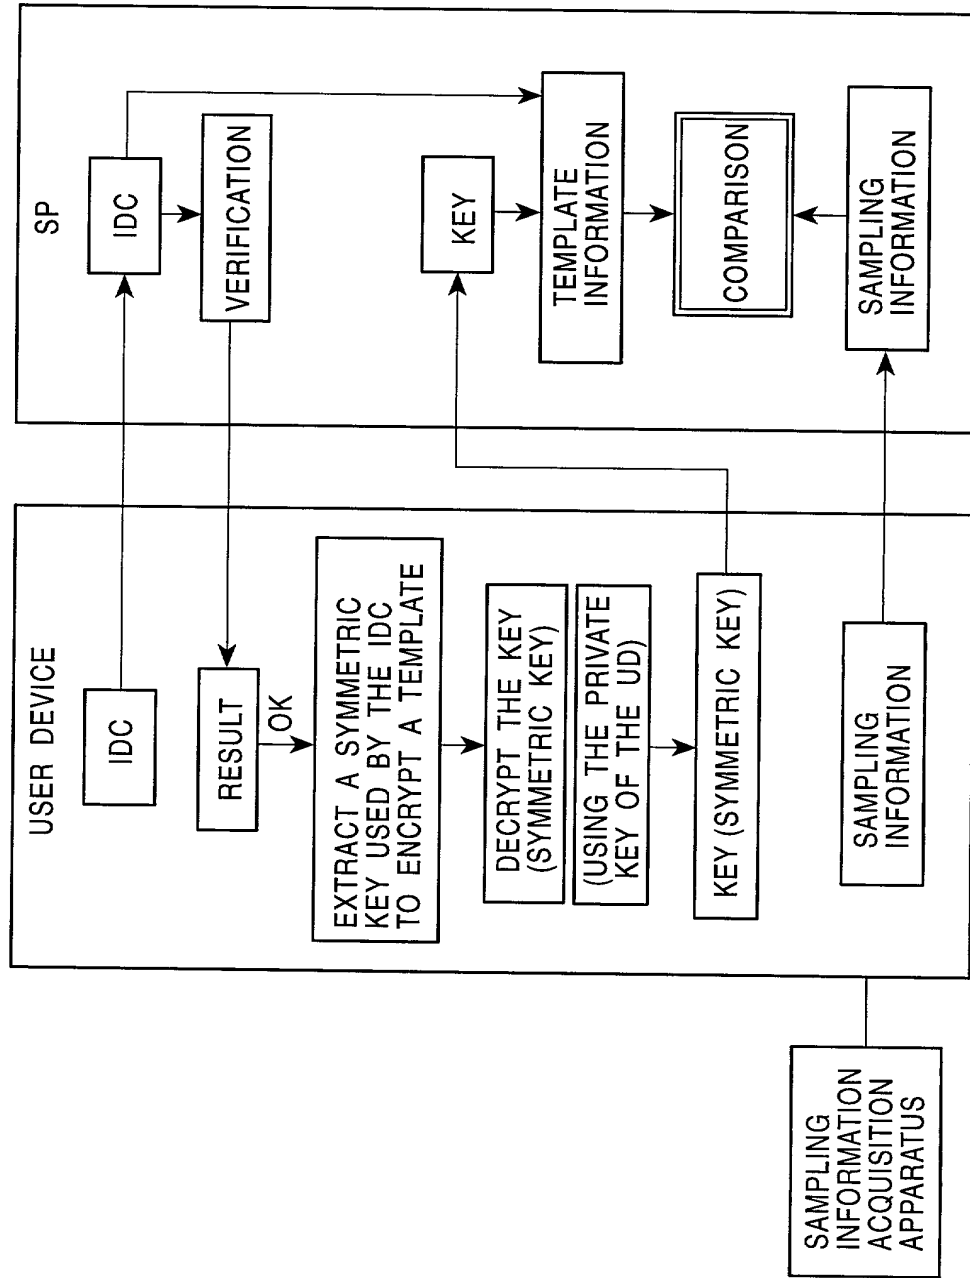 SAMPLING
INFORMATION
ACQUISITION
APPARATUS
USER DEVICE
IDC
RESULT
OK
EXTRACT A SYMMETRIC
KEY USED BY THE IDC
TO ENCRYPT A TEMPLATE
DECRYPT THE KEY
(SYMMETRIC KEY)
(USING THE PRIVATE
KEY OF THE UD)
KEY (SYMMETRIC KEY)
SAMPLING
INFORMATION
SP
IDC
VERIFICATION
KEY
TEMPLATE
INFORMATION
COMPARISON
SAMPLING
INFORMATION